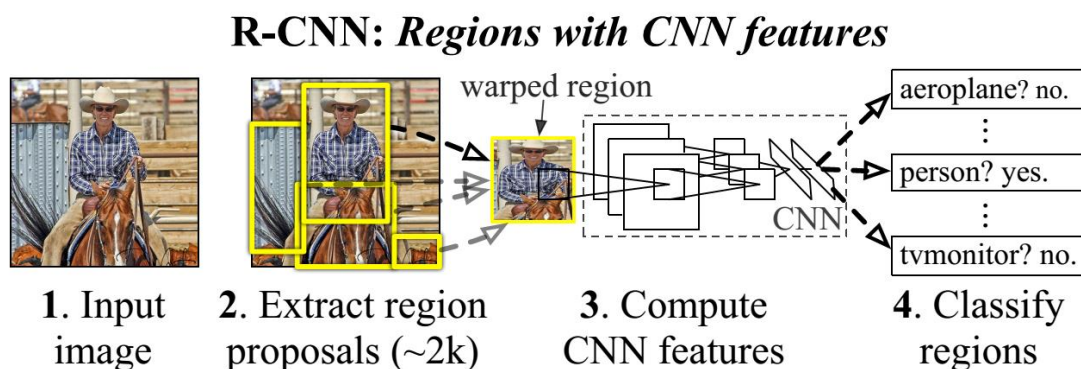 R-CNN: Regions with CNN features
warped region
aeroplane? no.
⋮
person? yes.
⋮
tvmonitor? no.
CNN
1. Input
image
2. Extract region
proposals (~2k)
3. Compute
CNN features
4. Classify
regions